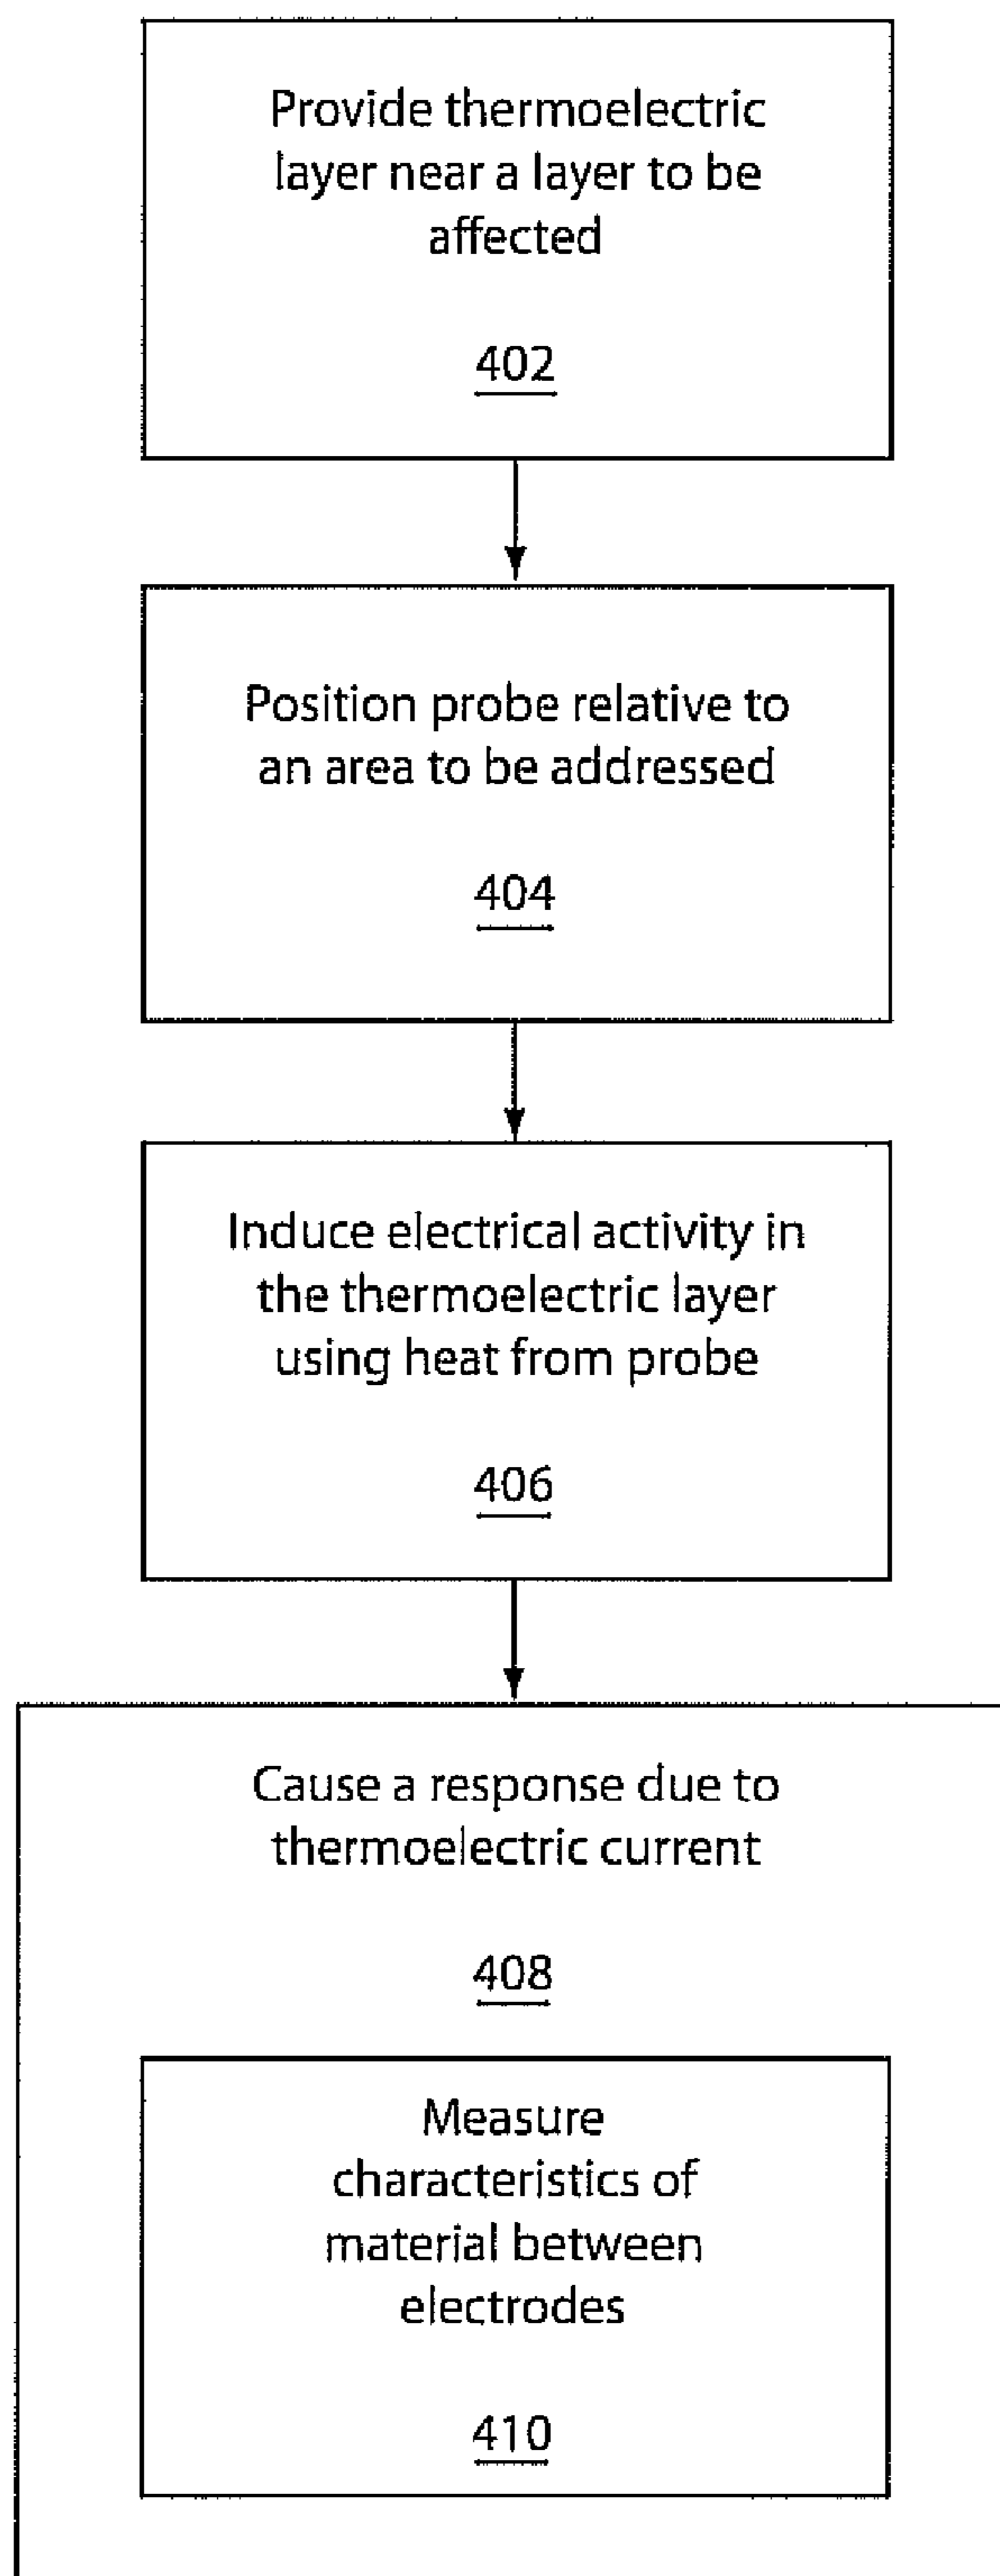 Provide thermoelectric
layer near a layer to be
affected
402
Position probe relative to
an area to be addressed
404
Induce electrical activity in
the thermoelectric layer
using heat from probe
406
Cause a response due to
thermoelectric current
408
Measure
characteristics of
material between
electrodes
410